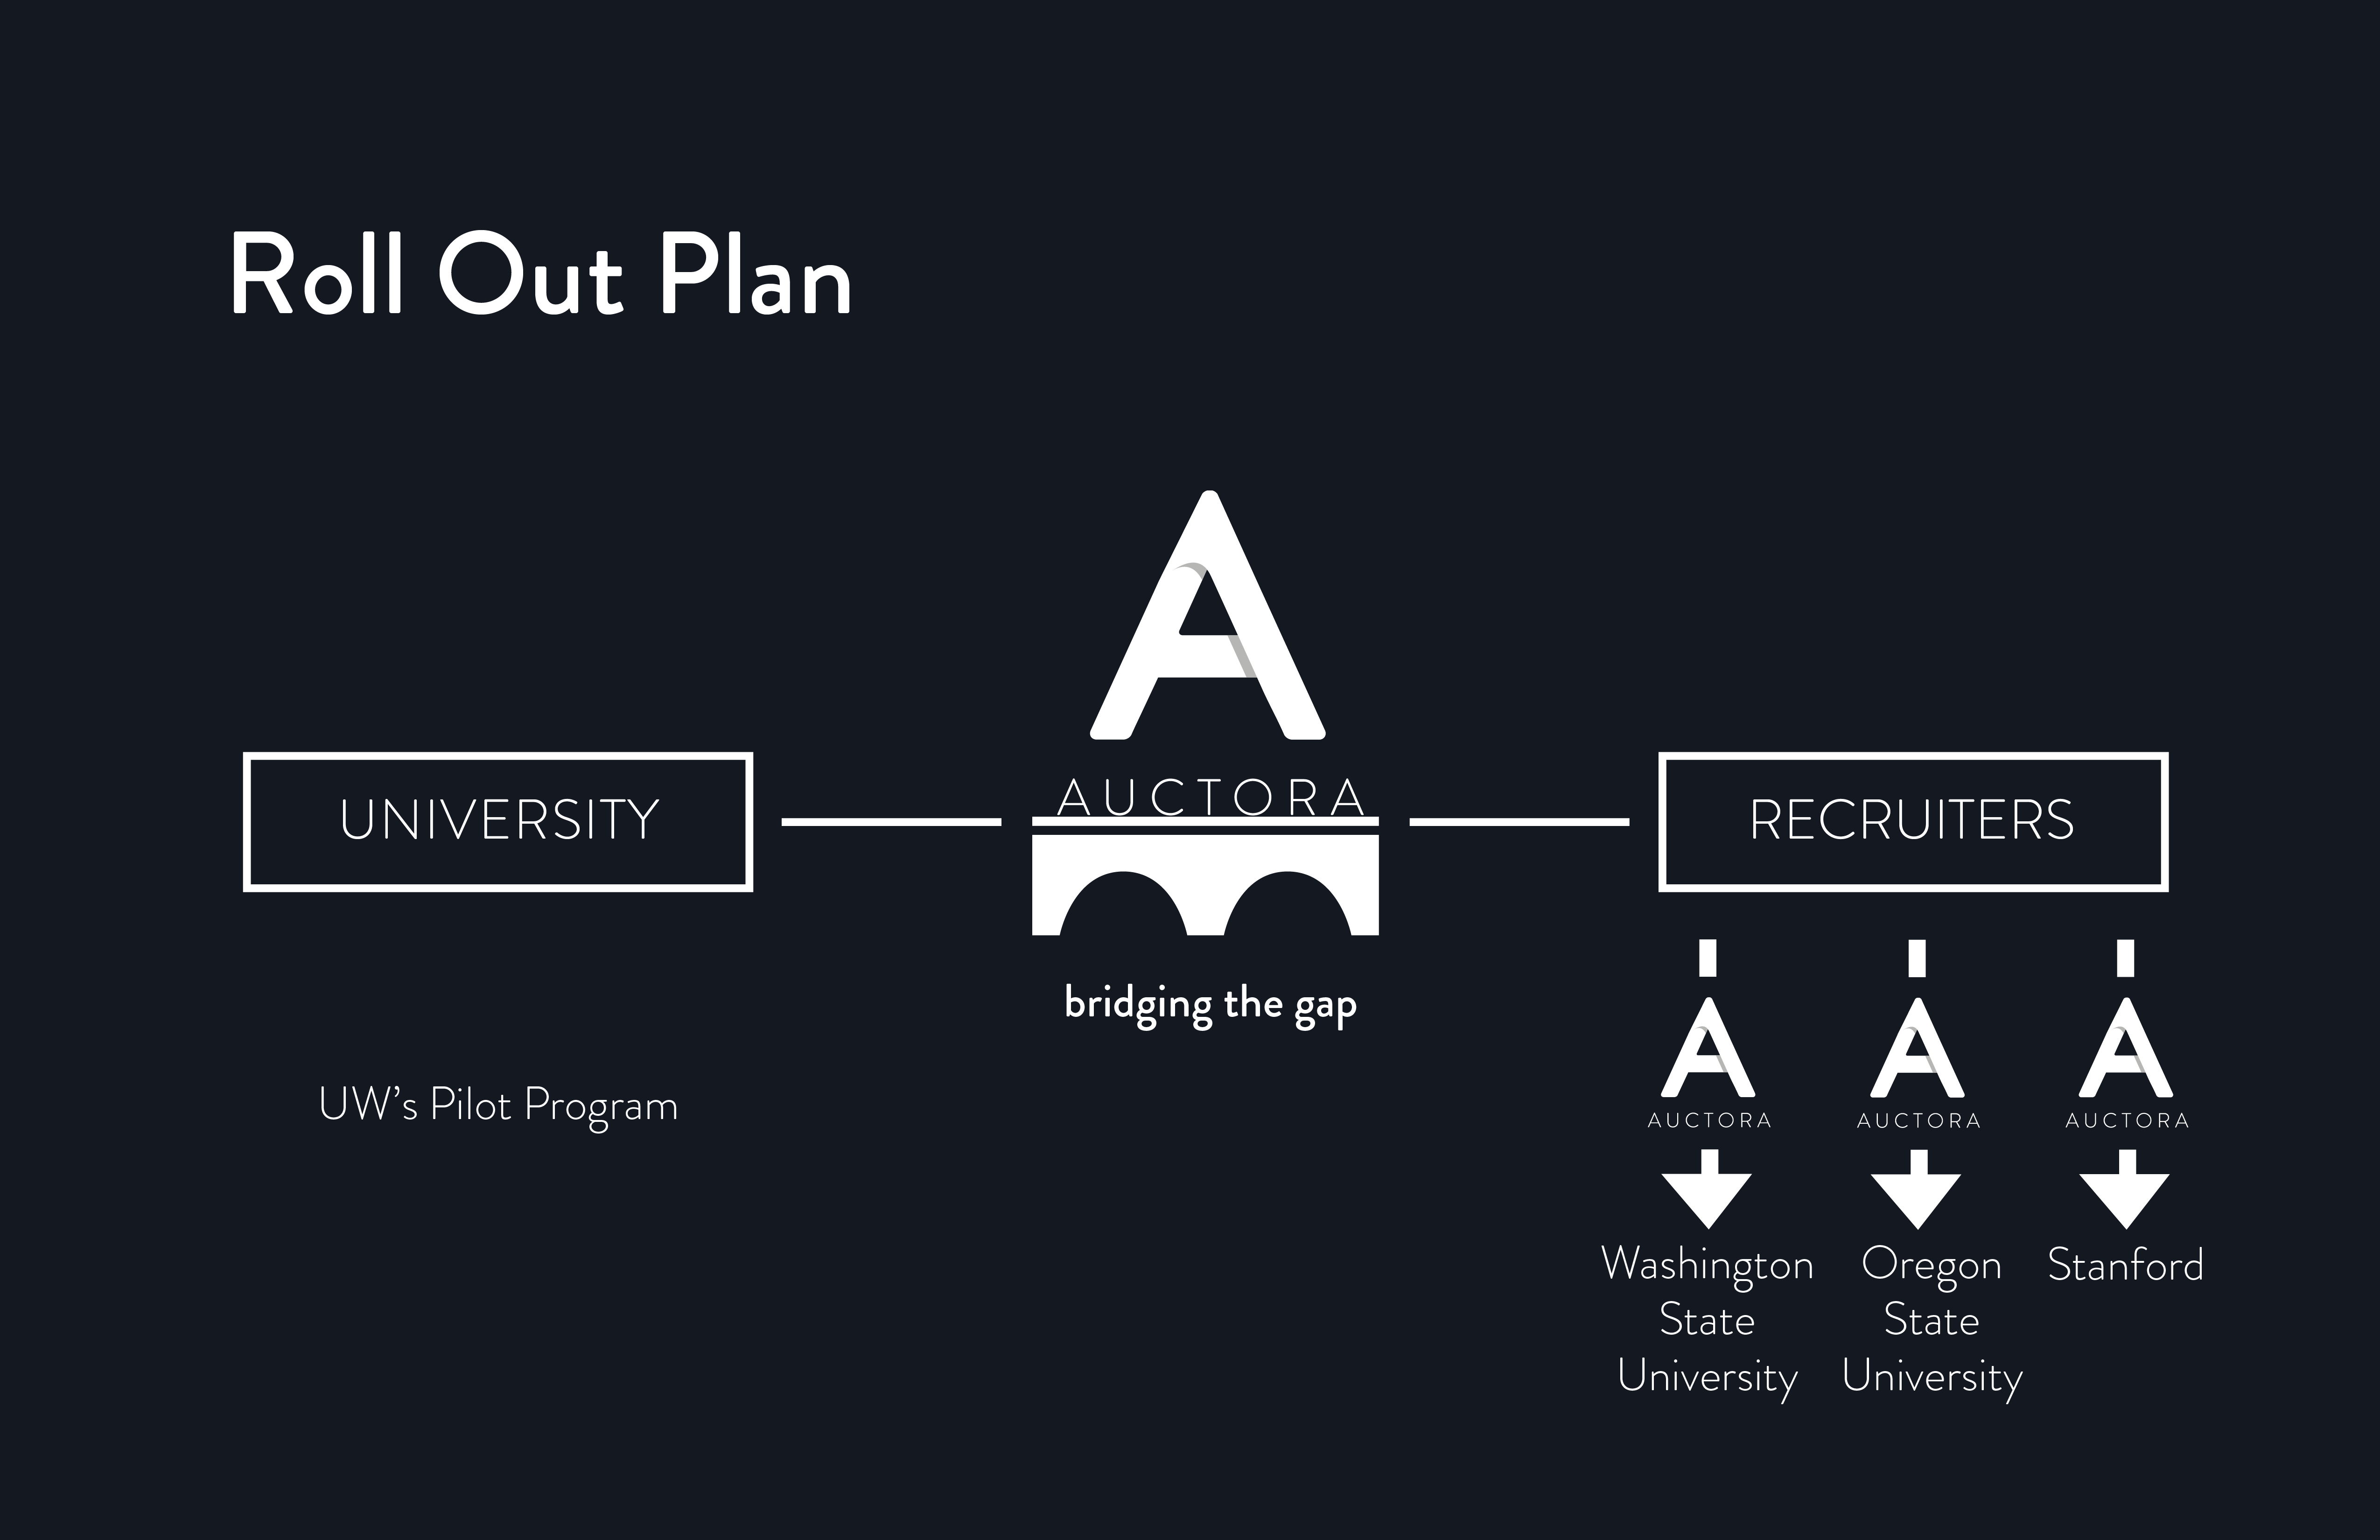 Roll Out Plan
AUCTORA
UNIVERSITY
RECRUITERS
bridging the gap
UW’s Pilot Program
AUCTORA
AUCTORA
AUCTORA
Washington
State
University
Oregon
State
University
Stanford